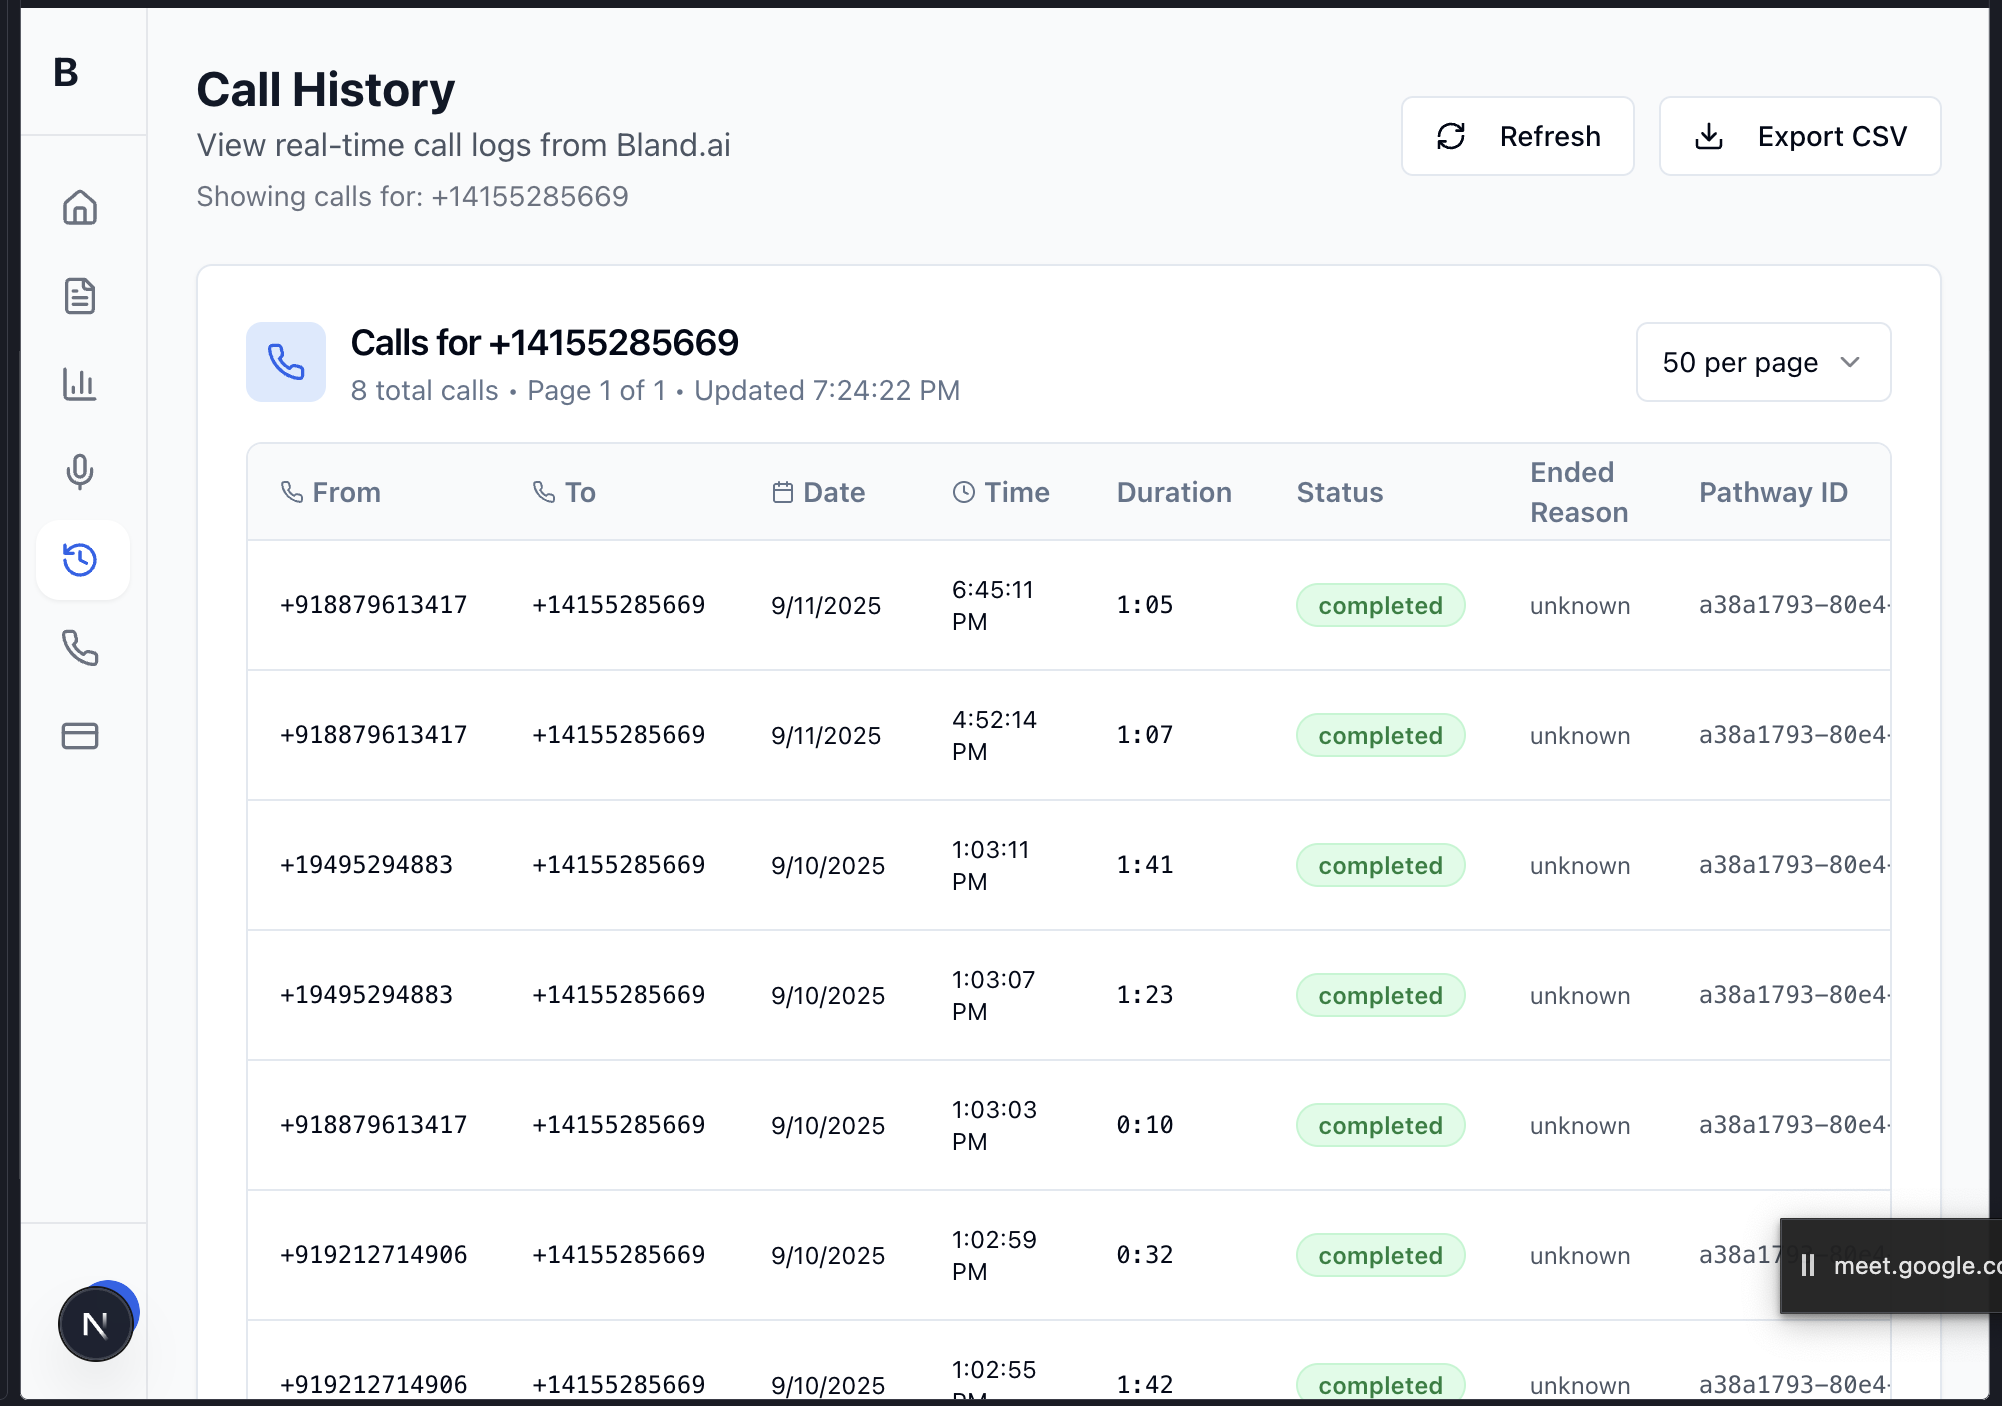 B
Call History
View real-time call logs from Bland.ai
Showing calls for: +14155285669
Refresh
Export CSV
Calls for +14155285669
8 total calls • Page 1 of 1 • Updated 7:24:22 PM
50 per page
From To Date Time Duration Status Ended Reason Pathway ID
+918879613417 +14155285669 9/11/2025 6:45:11 PM 1:05 completed unknown a38a1793-80e4-
+918879613417 +14155285669 9/11/2025 4:52:14 PM 1:07 completed unknown a38a1793-80e4-
+19495294883 +14155285669 9/10/2025 1:03:11 PM 1:41 completed unknown a38a1793-80e4-
+19495294883 +14155285669 9/10/2025 1:03:07 PM 1:23 completed unknown a38a1793-80e4-
+918879613417 +14155285669 9/10/2025 1:03:03 PM 0:10 completed unknown a38a1793-80e4-
+919212714906 +14155285669 9/10/2025 1:02:59 PM 0:32 completed unknown a38a1793-80e4-
meet.google.co
+919212714906 +14155285669 9/10/2025 1:02:55 PM 1:42 completed unknown a38a1793-80e4-
N